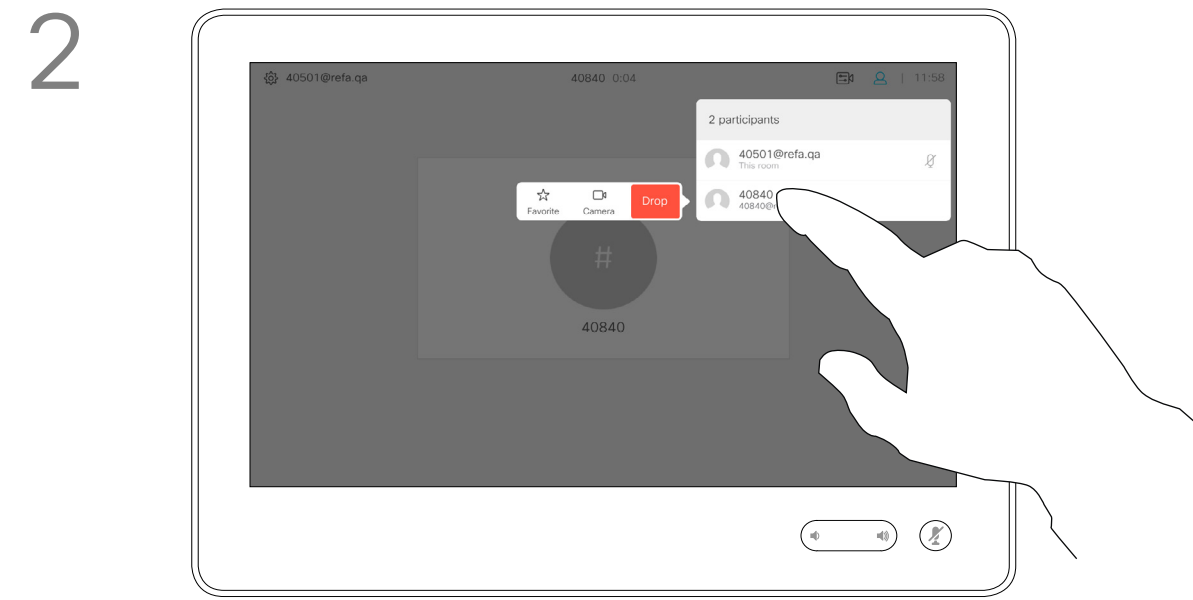 2
40501@refa.qa
40840 0:04
| 11:58
2 participants
40501@refa.qa
This room
40840
Favorite
Camera
Drop
#
40840